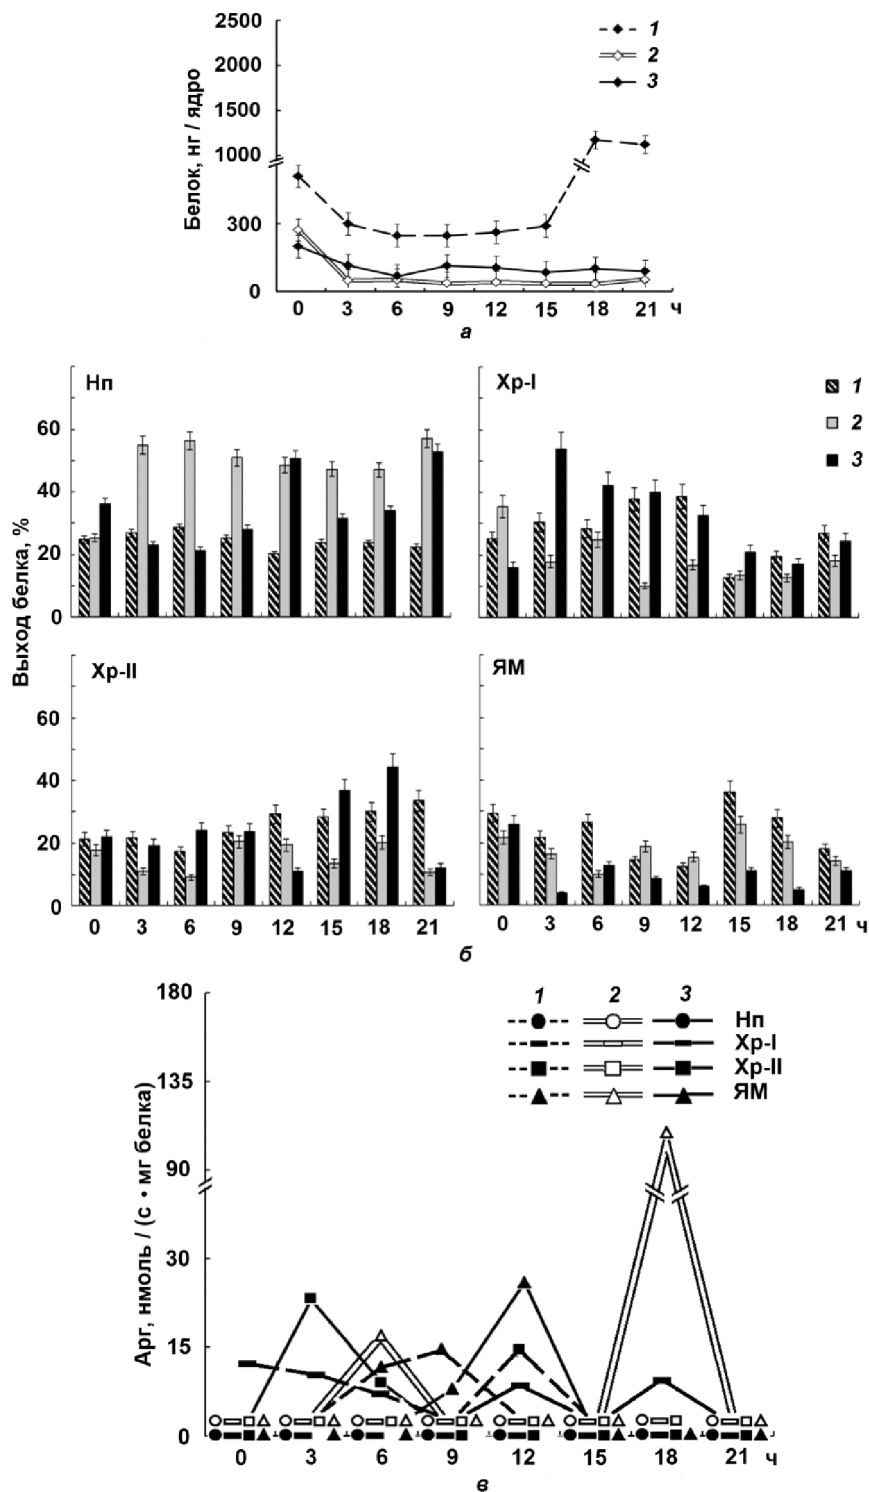 2500
2000
1500
1000
300
0
Белок, нг / ядро
1
2
3
0 3 6 9 12 15 18 21 ч
а
Нп
Хр-I
1
2
3
60
40
20
0
Выход белка, %
Хр-II
ЯМ
60
40
20
0
0 3 6 9 12 15 18 21
0 3 6 9 12 15 18 21 ч
б
180
135
90
30
15
0
Арг, нмоль / (с • мг белка)
1 2 3
Нп
Хр-I
Хр-II
ЯМ
0 3 6 9 12 15 18 21 ч
в